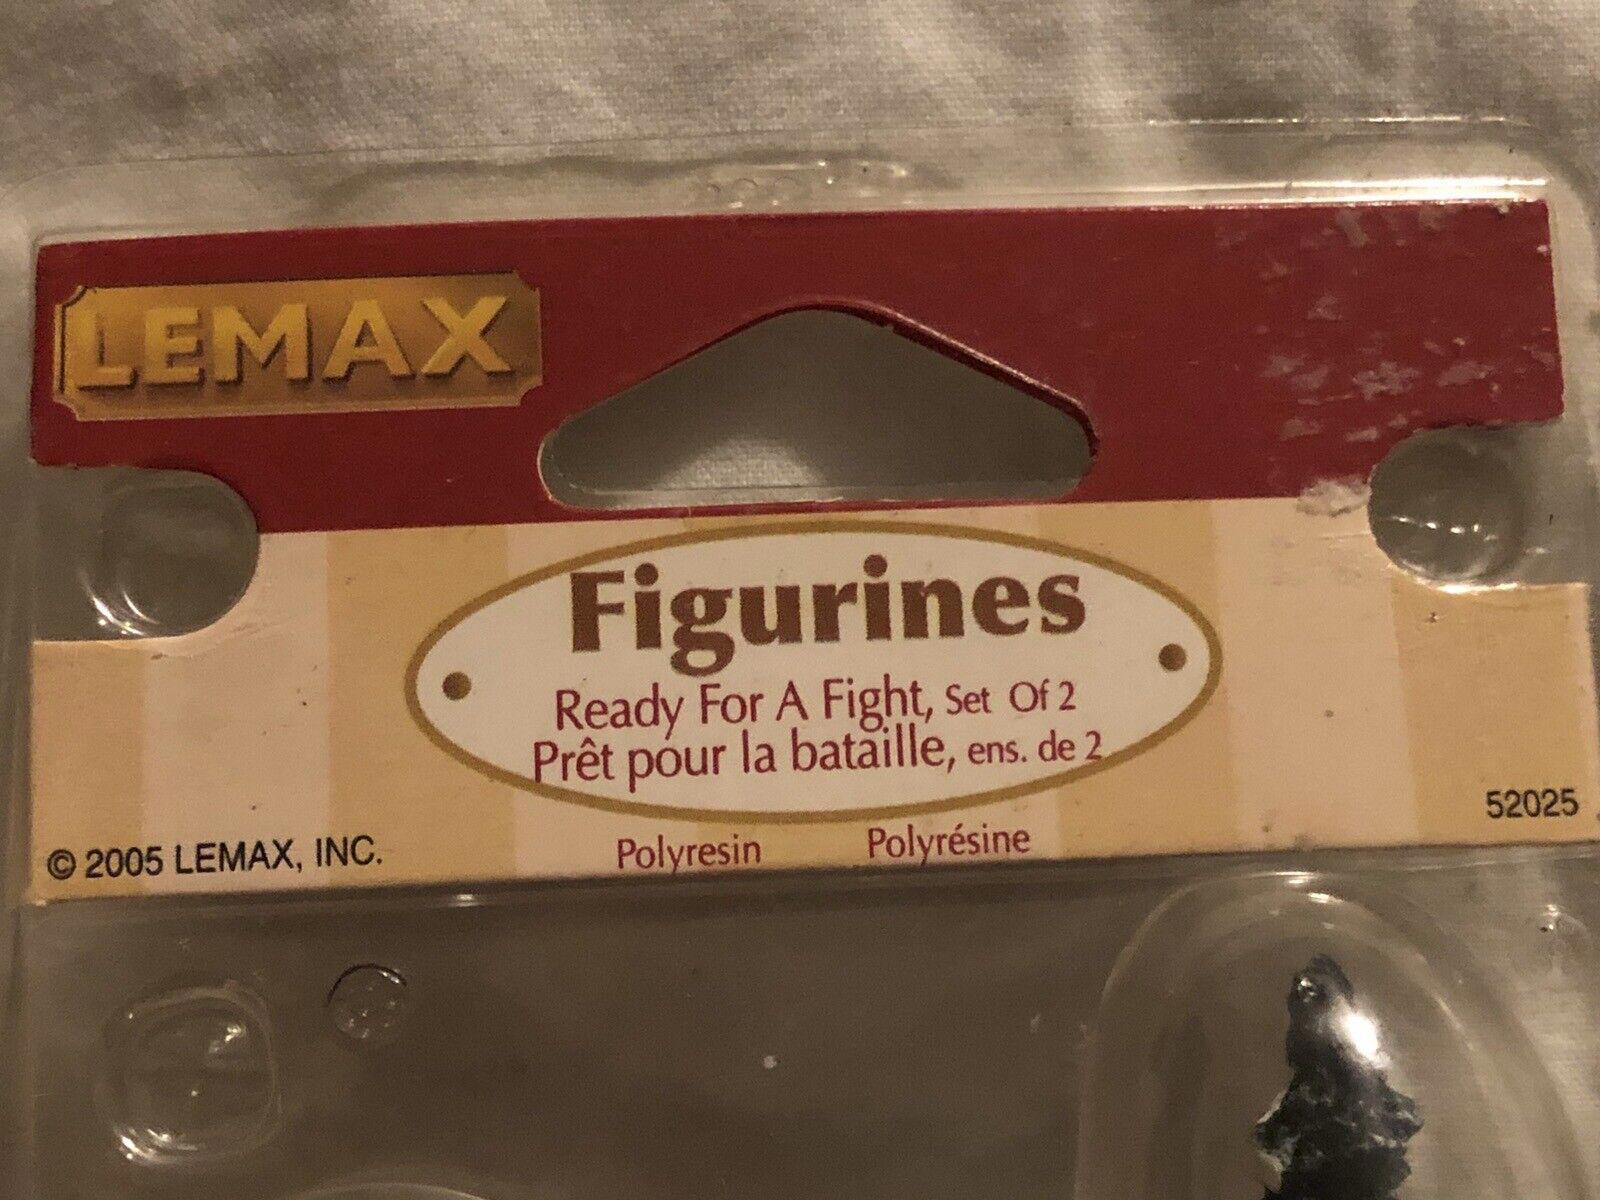 LEMAX
Figurines
Ready For A Fight, Set Of 2
Prêt pour la bataille, ens. de 2
52025
© 2005 LEMAX, INC.
Polyresin Polyrésine